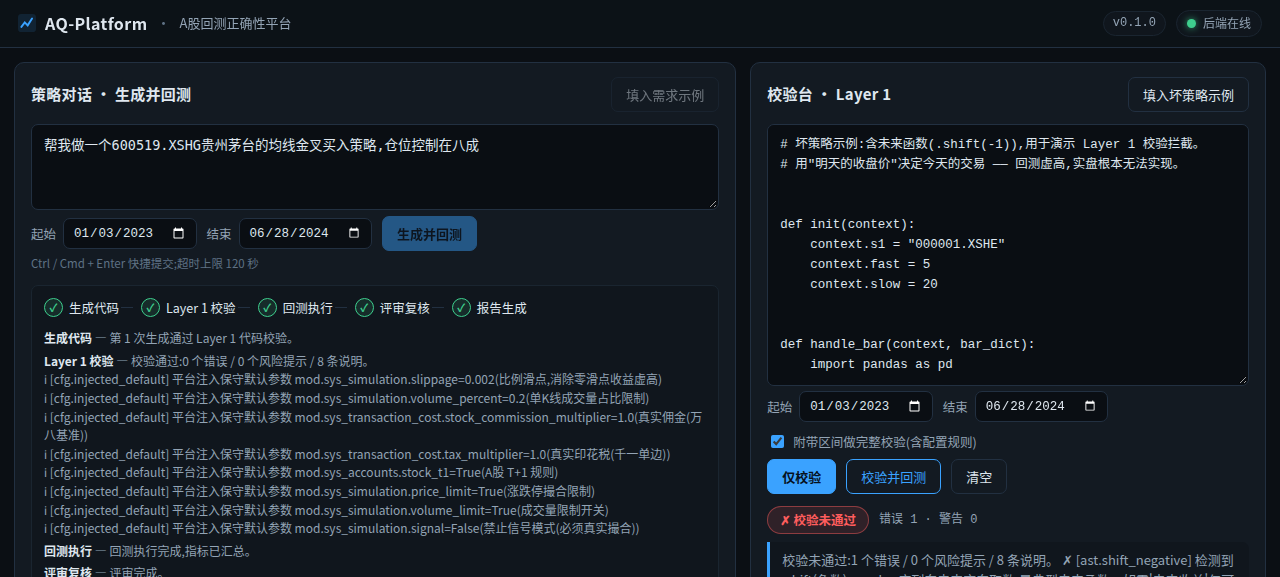 AQ-Platform · A股回测正确性平台
v0.1.0
后端在线
策略对话 · 生成并回测
填入需求示例
帮我做一个600519.XSHG贵州茅台的均线金叉买入策略,仓位控制在八成
起始 01/03/2023 结束 06/28/2024 生成并回测
Ctrl / Cmd + Enter 快捷提交;超时上限 120 秒
✓ 生成代码 — ✓ Layer 1 校验 — ✓ 回测执行 — ✓ 评审复核 — ✓ 报告生成
生成代码 — 第 1 次生成通过 Layer 1 代码校验。
Layer 1 校验 — 校验通过:0 个错误 / 0 个风险提示 / 8 条说明。
i [cfg.injected_default] 平台注入保守默认参数 mod.sys_simulation.slippage=0.002(比例滑点,消除零滑点收益虚高)
i [cfg.injected_default] 平台注入保守默认参数 mod.sys_simulation.volume_percent=0.2(单K线成交量占比限制)
i [cfg.injected_default] 平台注入保守默认参数 mod.sys_transaction_cost.stock_commission_multiplier=1.0(真实佣金(万
八基准))
i [cfg.injected_default] 平台注入保守默认参数 mod.sys_transaction_cost.tax_multiplier=1.0(真实印花税(千一单边))
i [cfg.injected_default] 平台注入保守默认参数 mod.sys_accounts.stock_t1=True(A股 T+1 规则)
i [cfg.injected_default] 平台注入保守默认参数 mod.sys_simulation.price_limit=True(涨跌停撮合限制)
i [cfg.injected_default] 平台注入保守默认参数 mod.sys_simulation.volume_limit=True(成交量限制开关)
i [cfg.injected_default] 平台注入保守默认参数 mod.sys_simulation.signal=False(禁止信号模式(必须真实撮合))
回测执行 — 回测执行完成,指标已汇总。
评审复核 — 评审完成。
校验台 · Layer 1
填入坏策略示例
# 坏策略示例:含未来函数(.shift(-1)),用于演示 Layer 1 校验拦截。
# 用"明天的收盘价"决定今天的交易 —— 回测虚高,实盘根本无法实现。
def init(context):
    context.s1 = "000001.XSHE"
    context.fast = 5
    context.slow = 20
def handle_bar(context, bar_dict):
    import pandas as pd
起始 01/03/2023 结束 06/28/2024
附带区间做完整校验(含配置规则)
仅校验 校验并回测 清空
✗ 校验未通过 错误 1 · 警告 0
校验未通过:1 个错误 / 0 个风险提示 / 8 条说明。 ✗ [ast.shift_negative] 检测到